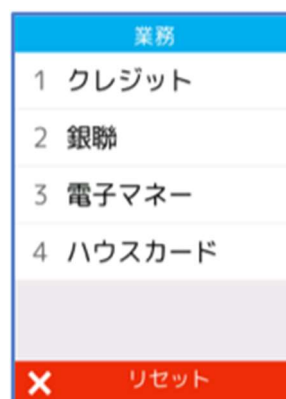 業務
1 クレジット
2 銀聯
3 電子マネー
4 ハウスカード
× リセット